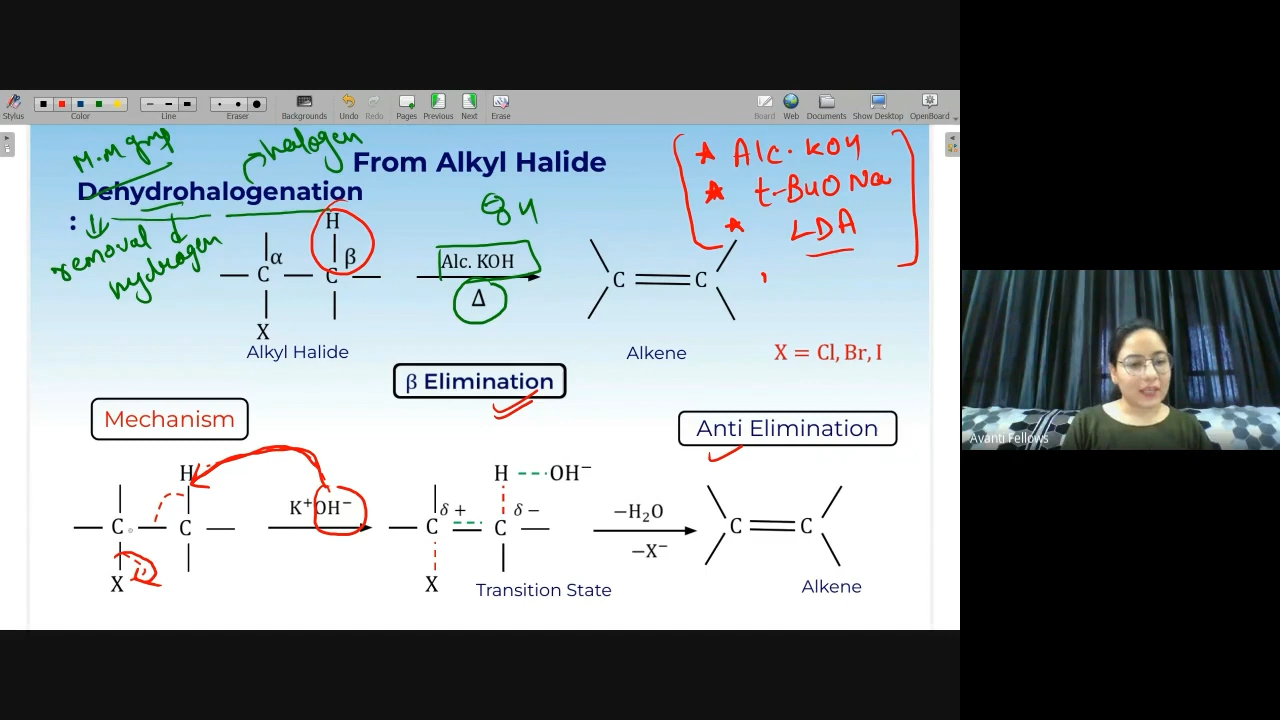 Stylus
Color
Line
Eraser
Backgrounds
Undo
Redo
Pages
Previous
Next
Erase
Board
Web
Documents
Show Desktop
OpenBoard
halogen
From Alkyl Halide
Dehydrohalogenation
:
removal
hydrogen
★ Alc. KOH
★ t-BuONa
★ LDA
H
α
β
C C
X
Alkyl Halide
Alc. KOH
Δ
C C
Alkene
X = Cl, Br, I
β Elimination
Mechanism
Anti Elimination
H
C C
X
K⁺OH⁻
H OH⁻
δ + δ −
C C
X
Transition State
−H₂O
−X⁻
C C
Alkene
Avanti Fellows